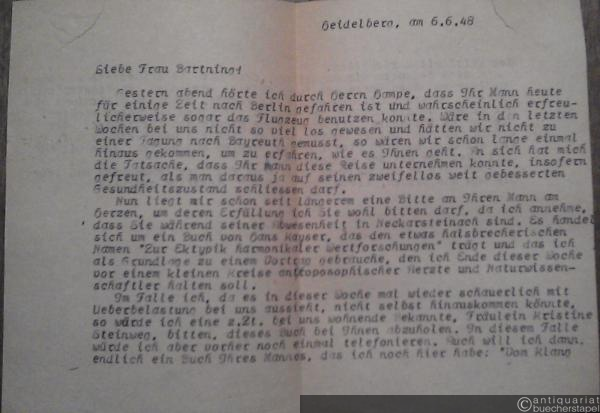 Heidelberg, am 6.6.48
Liebe Frau Bartning!
Gestern abend hörte ich durch Herrn Hampe, dass Ihr Mann heute
für einige Zeit nach Berlin gefahren ist und wahrscheinlich erfreu-
licherweise sogar das Flugzeug benutzen konnte. Wäre in den letzten
Wochen bei uns nicht so viel los gewesen und hätten wir nicht zu
einer Tagung nach Bayreuth gemusst, so wären wir schon lange einmal
hinaus gekommen, um zu erfahren, wie es Ihnen geht. An sich hat mich
die Tatsache, dass Ihr Mann diese Reise unternehmen konnte, insofern
gefreut, als man daraus ja auf seinen zweifellos weit gebesserten
Gesundheitszustand schliessen darf.
Nun liegt mir schon seit längerem eine Bitte an Ihren Mann am
Herzen, um deren Erfüllung ich Sie wohl bitten darf, da ich annehme,
dass Sie während seiner Abwesenheit in Neckarsteinach sind. Es handel
sich um ein Buch von Hans Kayser, das den etwas halsbrecherischen
Namen "Zur Ektypik harmonikaler Wertforschungen" trägt und das ich
als Grundlage zu einem Vortrag gebrauche, den ich Ende dieser Woche
vor einem kleinen Kreise antroposophischer Aerzte und Naturwissen-
schaftler halten soll.
Im Falle ich, da es in dieser Woche mal wieder schauerlich mit
Ueberbelastung bei uns aussieht, nicht selbst hinauskommen könnte,
so würde ich eine z.Zt. bei uns wohnende Bekannte, Fräulein Kristine
Steinweg, bitten, dieses Buch bei Ihnen abzuholen. In diesem Falle
würde ich aber vorher noch einmal telefonieren. Auch will ich dann
endlich ein Buch Ihres Mannes, das ich noch hier habe: "Vom Klang
antiquariat
buecherstapel